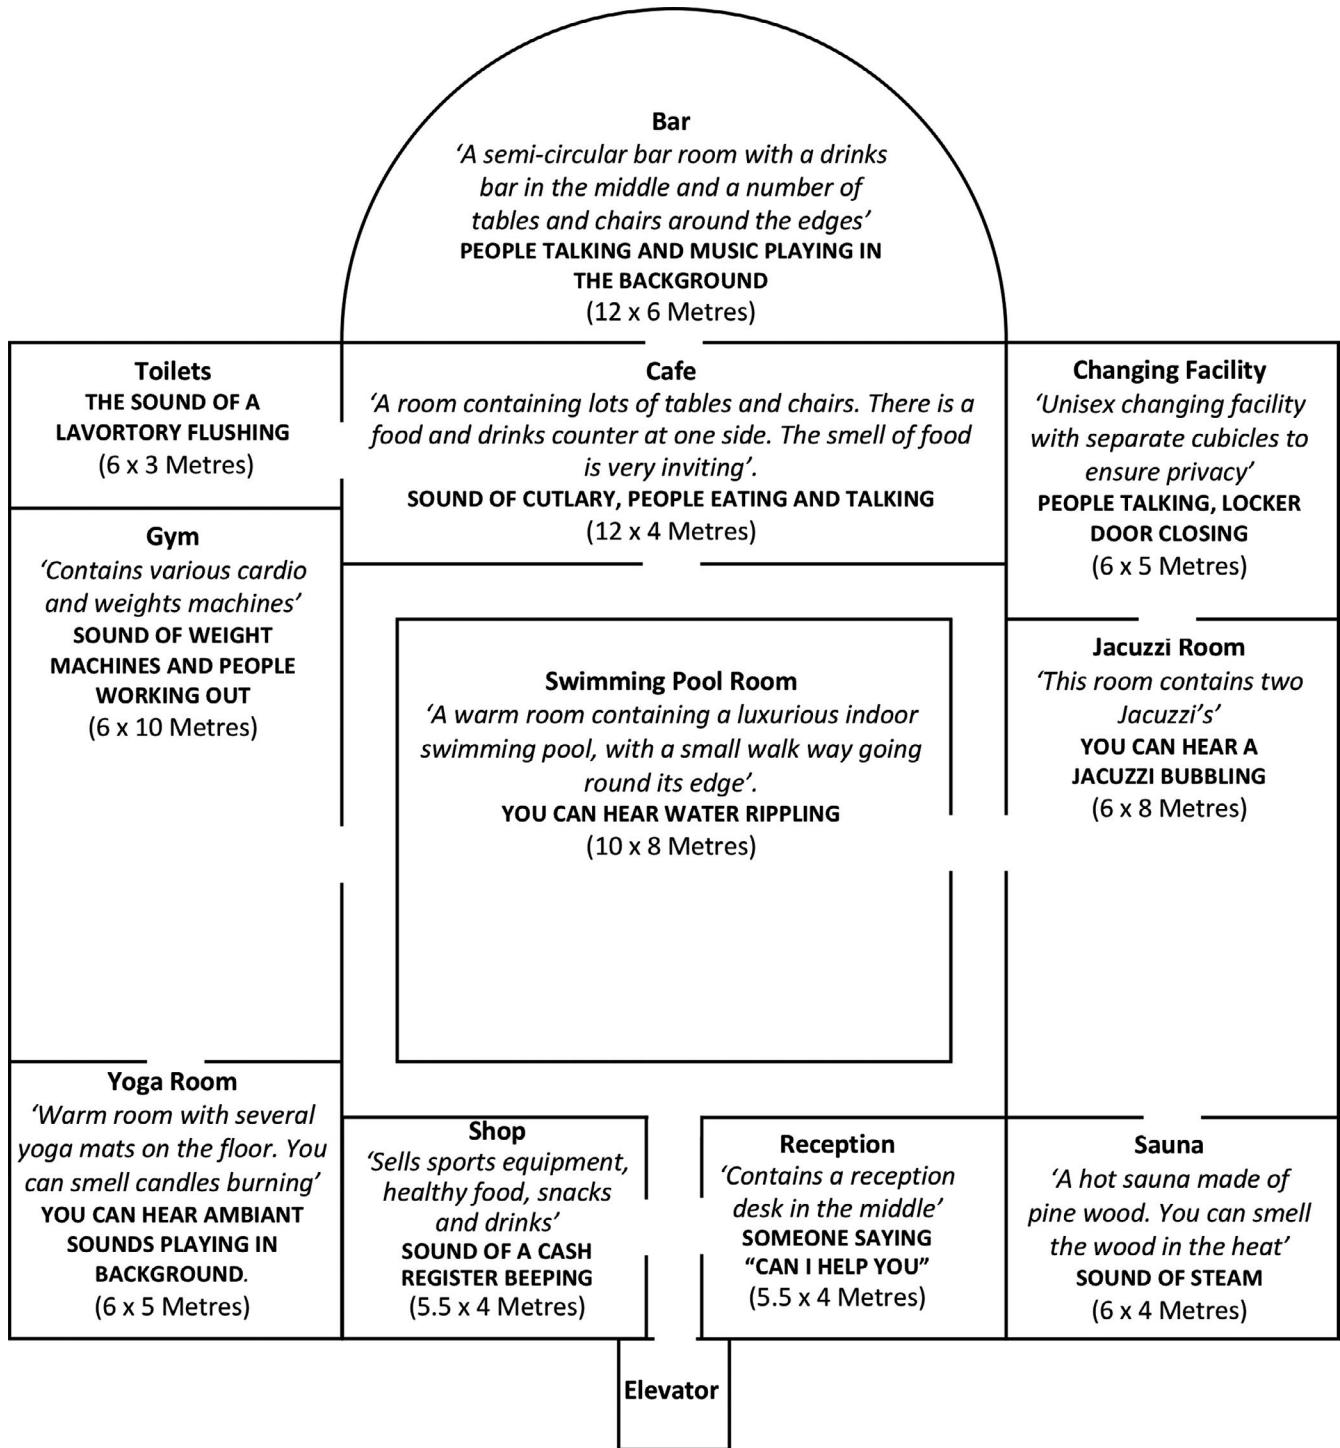 Bar
‘A semi-circular bar room with a drinks
bar in the middle and a number of
tables and chairs around the edges’
PEOPLE TALKING AND MUSIC PLAYING IN
THE BACKGROUND
(12 x 6 Metres)
Toilets
THE SOUND OF A
LAVORTORY FLUSHING
(6 x 3 Metres)
Cafe
‘A room containing lots of tables and chairs. There is a
food and drinks counter at one side. The smell of food
is very inviting’.
SOUND OF CUTLARY, PEOPLE EATING AND TALKING
(12 x 4 Metres)
Changing Facility
‘Unisex changing facility
with separate cubicles to
ensure privacy’
PEOPLE TALKING, LOCKER
DOOR CLOSING
(6 x 5 Metres)
Gym
‘Contains various cardio
and weights machines’
SOUND OF WEIGHT
MACHINES AND PEOPLE
WORKING OUT
(6 x 10 Metres)
Swimming Pool Room
‘A warm room containing a luxurious indoor
swimming pool, with a small walk way going
round its edge’.
YOU CAN HEAR WATER RIPPLING
(10 x 8 Metres)
Jacuzzi Room
‘This room contains two
Jacuzzi’s’
YOU CAN HEAR A
JACUZZI BUBBLING
(6 x 8 Metres)
Yoga Room
‘Warm room with several
yoga mats on the floor. You
can smell candles burning’
YOU CAN HEAR AMBIANT
SOUNDS PLAYING IN
BACKGROUND.
(6 x 5 Metres)
Shop
‘Sells sports equipment,
healthy food, snacks
and drinks’
SOUND OF A CASH
REGISTER BEEPING
(5.5 x 4 Metres)
Reception
‘Contains a reception
desk in the middle’
SOMEONE SAYING
“CAN I HELP YOU”
(5.5 x 4 Metres)
Sauna
‘A hot sauna made of
pine wood. You can smell
the wood in the heat’
SOUND OF STEAM
(6 x 4 Metres)
Elevator